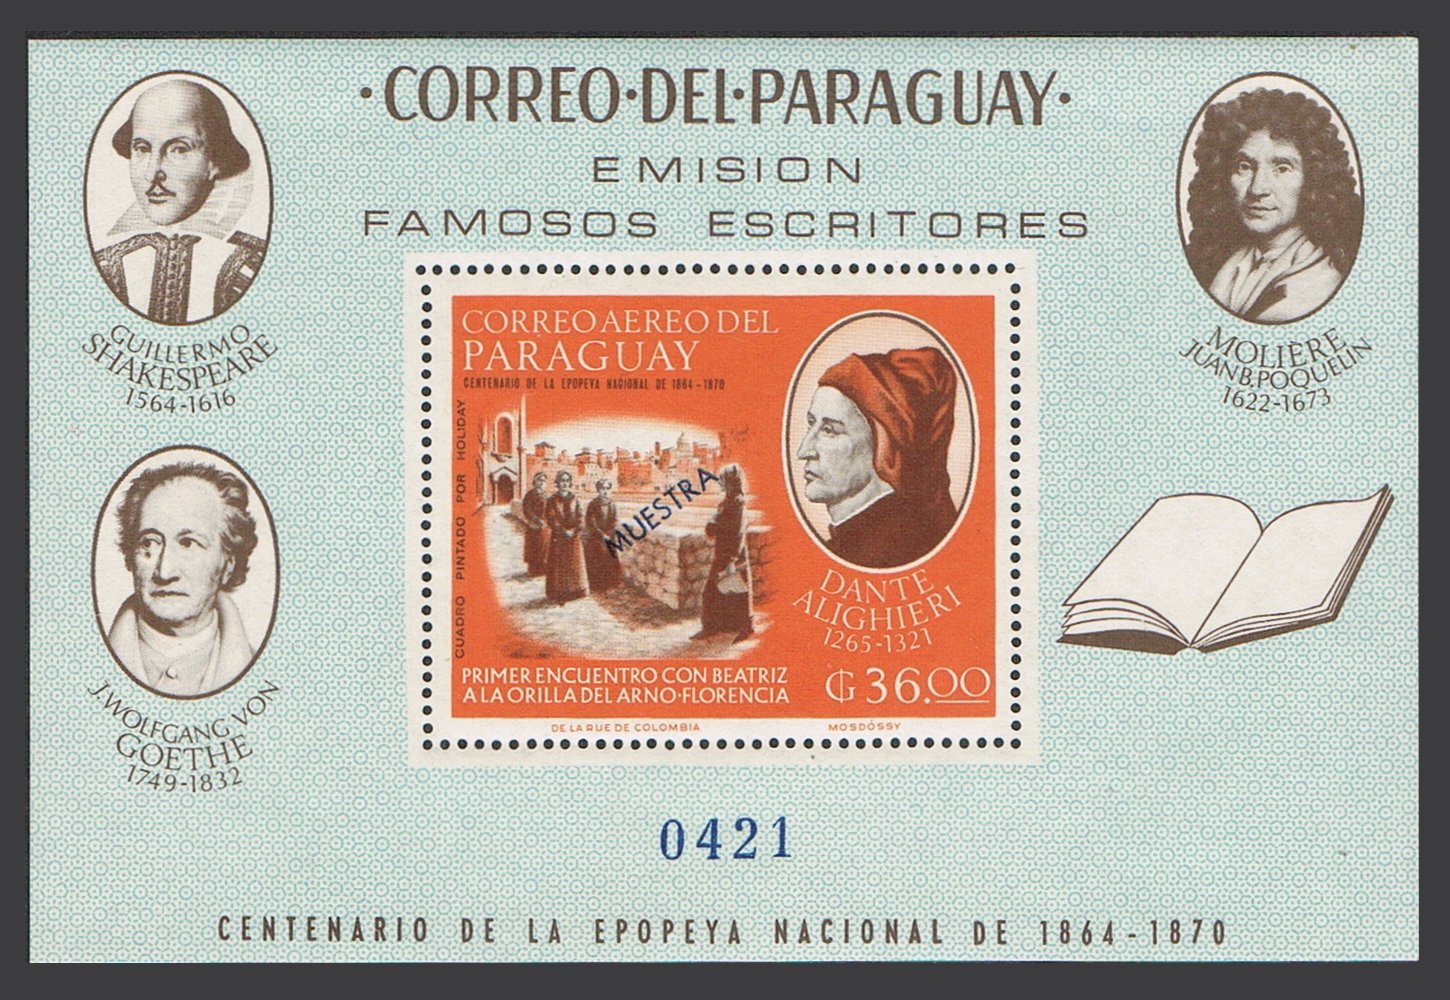 ·CORREO·DEL·PARAGUAY·
EMISION
FAMOSOS ESCRITORES
GUILLERMO
SHAKESPEARE
1564-1616
MOLIÈRE
JUAN B. POQUELIN
1622-1673
J. WOLFGANG VON
GOETHE
1749-1832
CORREO AEREO DEL
PARAGUAY
CENTENARIO DE LA EPOPEYA NACIONAL DE 1864-1870
CUADRO PINTADO POR HOLIDAY
MUESTRA
DANTE
ALIGHIERI
1265-1321
PRIMER ENCUENTRO CON BEATRIZ
A LA ORILLA DEL ARNO·FLORENCIA
₲ 36.00
DE LA RUE DE COLOMBIA MOSDÓSSY
0421
CENTENARIO DE LA EPOPEYA NACIONAL DE 1864-1870